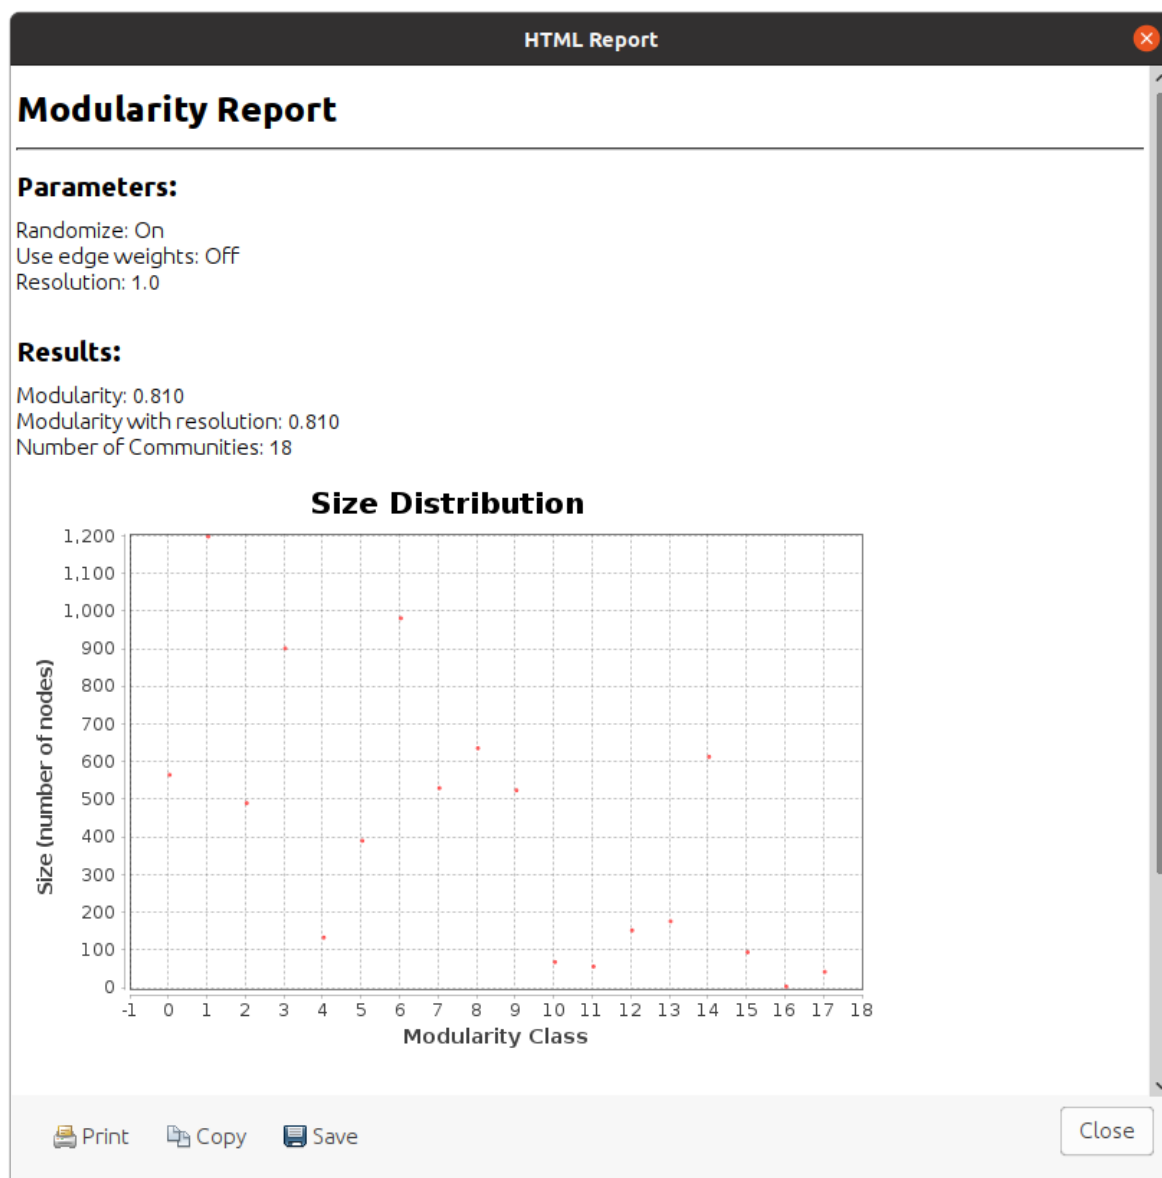 HTML Report
Modularity Report
Parameters:
Randomize: On
Use edge weights: Off
Resolution: 1.0
Results:
Modularity: 0.810
Modularity with resolution: 0.810
Number of Communities: 18
Size Distribution
1,200
1,100
1,000
900
800
700
600
500
400
300
200
100
0
Size (number of nodes)
-1 0 1 2 3 4 5 6 7 8 9 10 11 12 13 14 15 16 17 18
Modularity Class
Print Copy Save Close